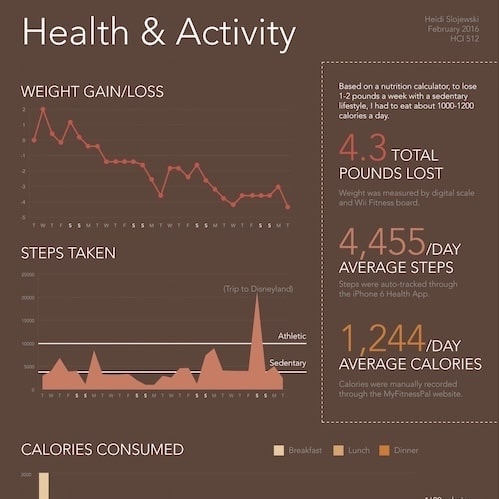 Health & Activity
Heidi Slojewski
February 2016
HCI 512
WEIGHT GAIN/LOSS
2
1
0
-1
-2
-3
-4
-5
T W T F S S M T W T F S S M T W T F S S M T W T F S S M T
STEPS TAKEN
20000
15000
10000
5000
0
(Trip to Disneyland)
Athletic
Sedentary
T W T F S S M T W T F S S M T W T F S S M T W T F S S M T
Based on a nutrition calculator, to lose
1-2 pounds a week with a sedentary
lifestyle, I had to eat about 1000-1200
calories a day.
4.3 TOTAL
POUNDS LOST
Weight was measured by digital scale
and Wii Fitness board.
4,455/DAY
AVERAGE STEPS
Steps were auto-tracked through
the iPhone 6 Health App.
1,244/DAY
AVERAGE CALORIES
Calories were manually recorded
through the MyFitnessPal website.
CALORIES CONSUMED
Breakfast
Lunch
Dinner
5000